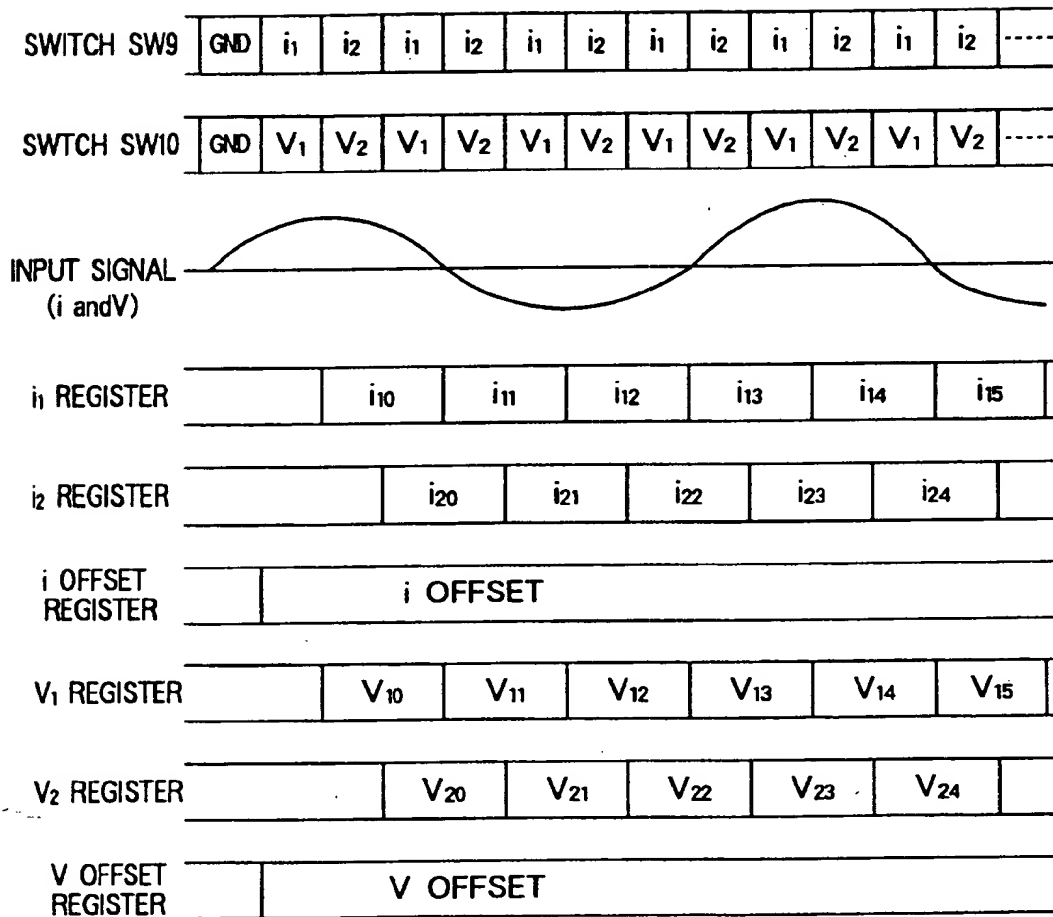 SWITCH SW9 GND i₁ i₂ i₁ i₂ i₁ i₂ i₁ i₂ i₁ i₂ i₁ i₂ -----
SWTCH SW10 GND V₁ V₂ V₁ V₂ V₁ V₂ V₁ V₂ V₁ V₂ V₁ V₂ -----
INPUT SIGNAL
(i andV)
i₁ REGISTER i₁₀ i₁₁ i₁₂ i₁₃ i₁₄ i₁₅
i₂ REGISTER i₂₀ i₂₁ i₂₂ i₂₃ i₂₄
i OFFSET
REGISTER
i OFFSET
V₁ REGISTER V₁₀ V₁₁ V₁₂ V₁₃ V₁₄ V₁₅
V₂ REGISTER V₂₀ V₂₁ V₂₂ V₂₃ V₂₄
V OFFSET
REGISTER
V OFFSET